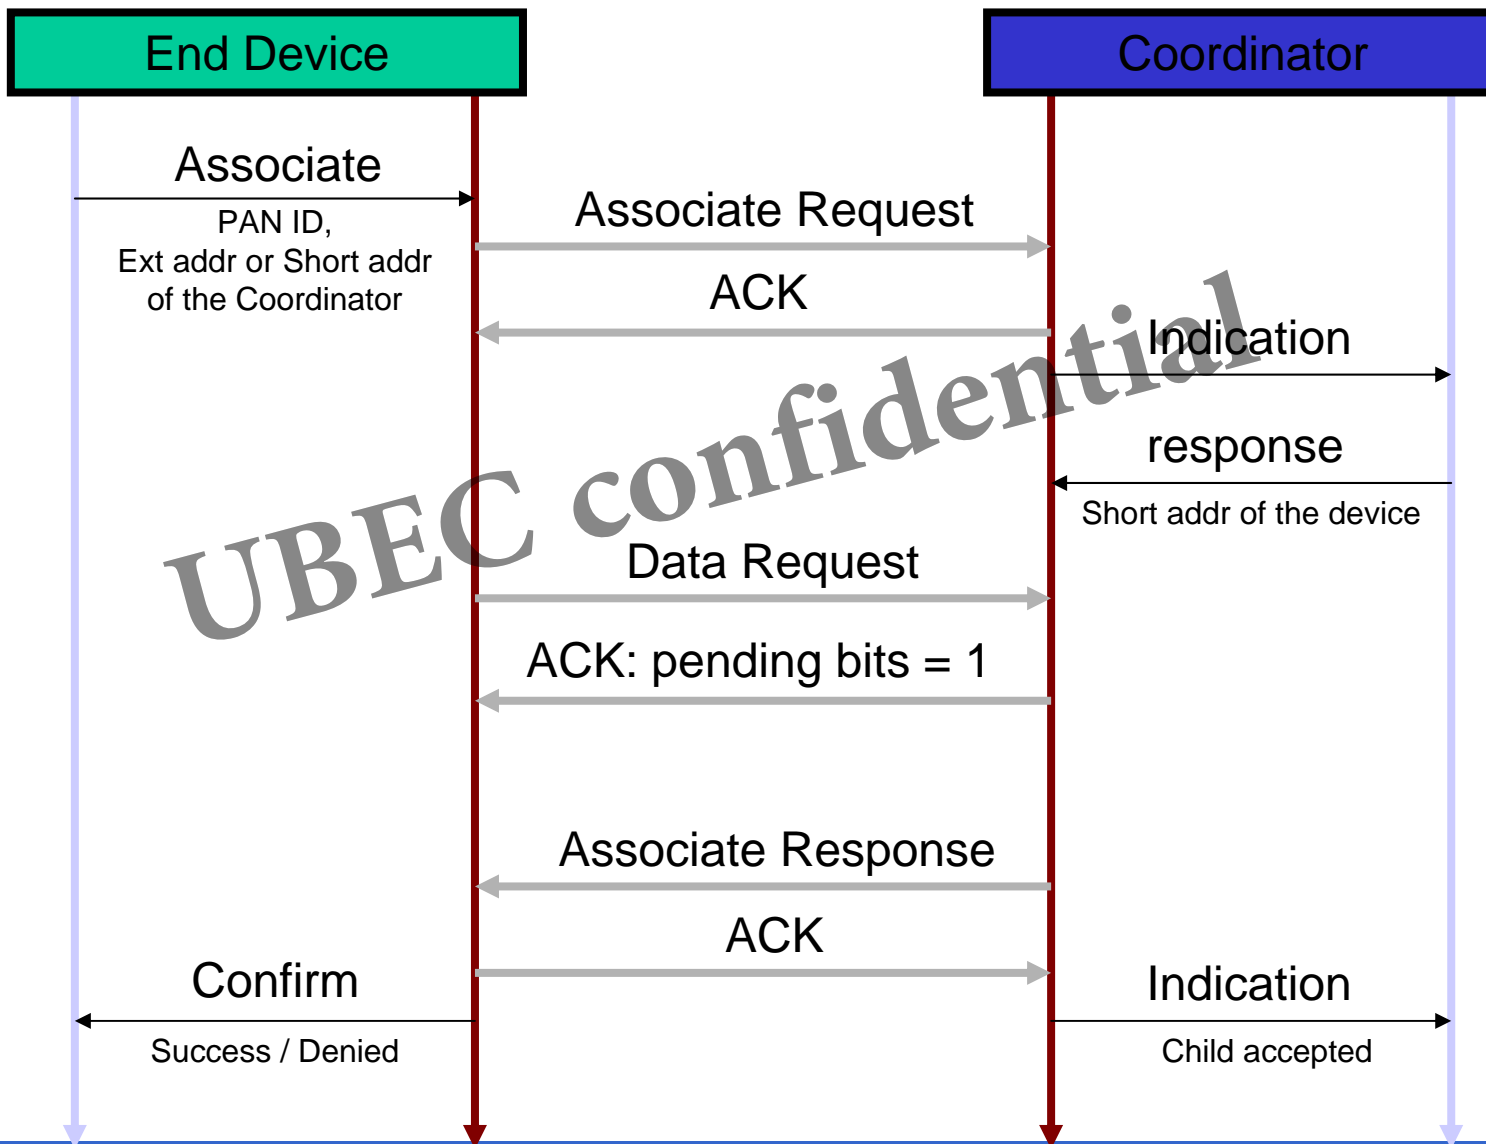 End Device
Coordinator
Associate
PAN ID,
Ext addr or Short addr
of the Coordinator
Associate Request
ACK
Indication
response
Short addr of the device
UBEC confidential
Data Request
ACK: pending bits = 1
Associate Response
ACK
Confirm
Success / Denied
Indication
Child accepted